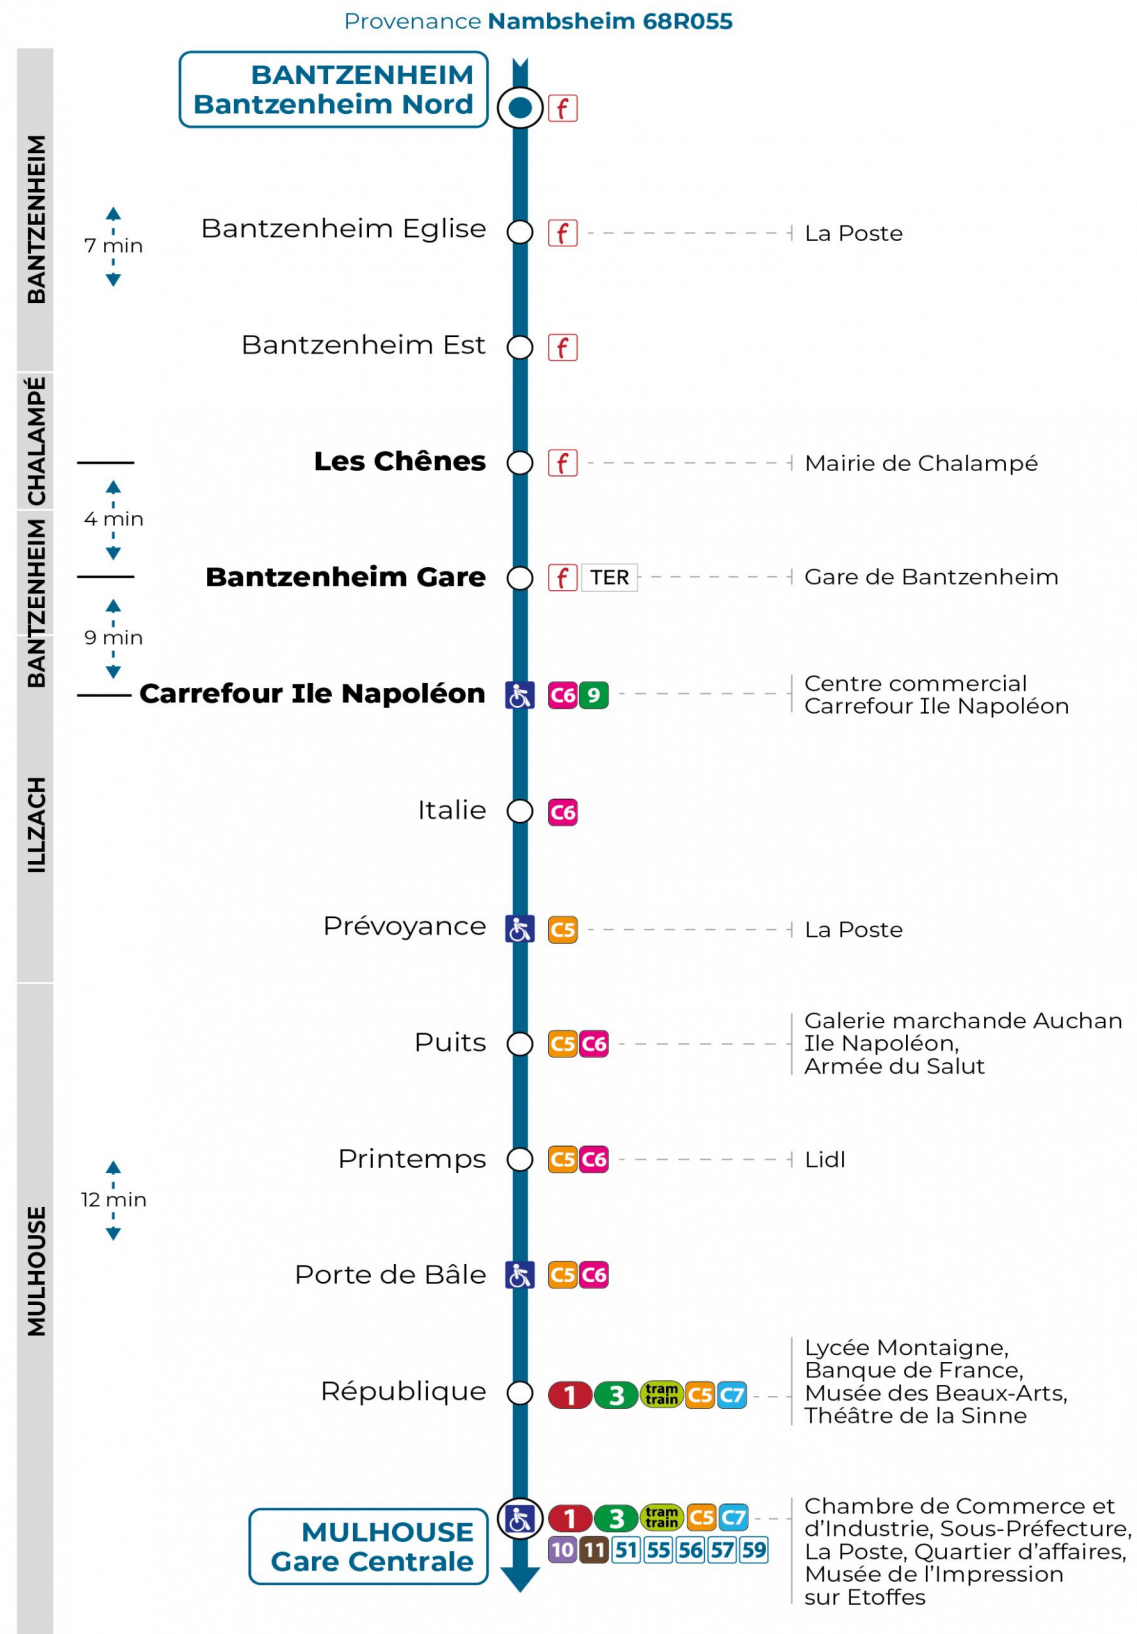 Provenance Nambsheim 68R055
BANTZENHEIM
BANTZENHEIM
Bantzenheim Nord
f
7 min
Bantzenheim Eglise
f
La Poste
Bantzenheim Est
f
CHALAMPÉ
Les Chênes
f
Mairie de Chalampé
4 min
BANTZENHEIM
Bantzenheim Gare
f TER
Gare de Bantzenheim
9 min
Carrefour Ile Napoléon
C6 9
Centre commercial
Carrefour Ile Napoléon
ILLZACH
Italie
C6
Prévoyance
C5
La Poste
MULHOUSE
Puits
C5 C6
Galerie marchande Auchan
Ile Napoléon,
Armée du Salut
Printemps
C5 C6
Lidl
12 min
Porte de Bâle
C5 C6
République
1 3 tram train C5 C7
Lycée Montaigne,
Banque de France,
Musée des Beaux-Arts,
Théâtre de la Sinne
MULHOUSE
Gare Centrale
1 3 tram train C5 C7
10 11 51 55 56 57 59
Chambre de Commerce et
d'Industrie, Sous-Préfecture,
La Poste, Quartier d'affaires,
Musée de l'Impression
sur Etoffes